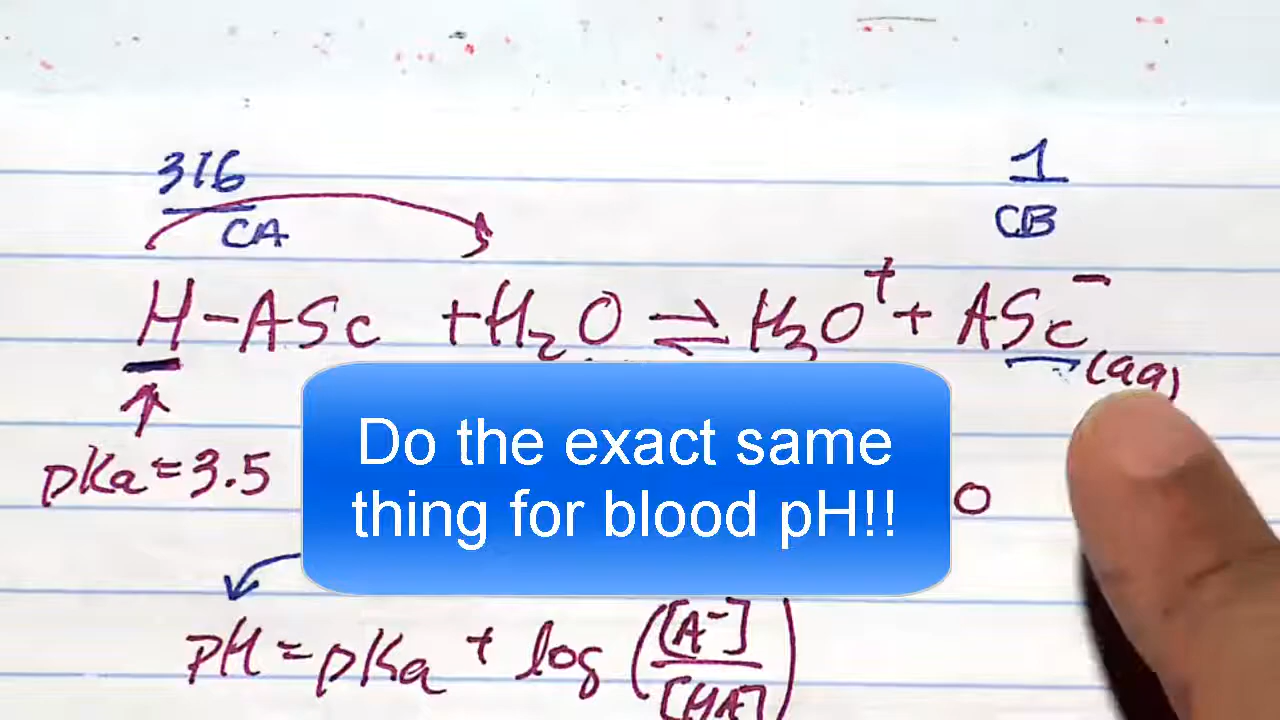 316
1
CA
CB
H-ASc + H₂O ⇌ H₃O⁺ + ASc⁻(aq)
pKa=3.5
Do the exact same
thing for blood pH!!
O
pH = pKa + log ([A⁻]/[HA])